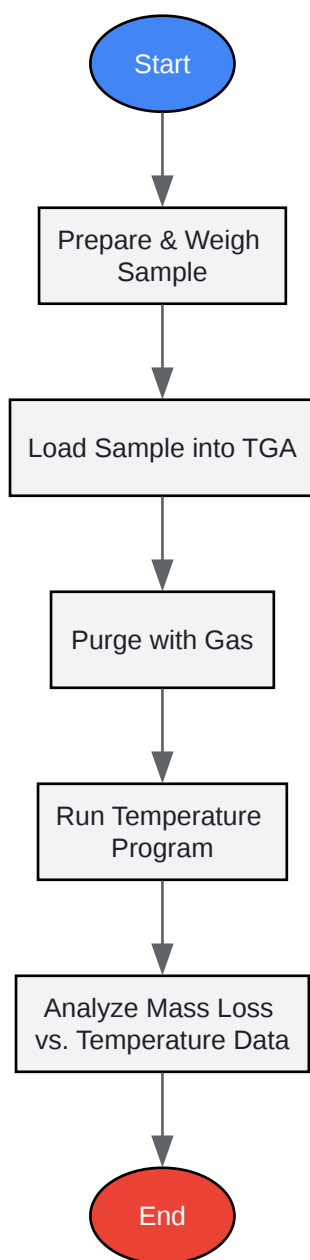 Start
Prepare & Weigh
Sample
Load Sample into TGA
Purge with Gas
Run Temperature
Program
Analyze Mass Loss
vs. Temperature Data
End